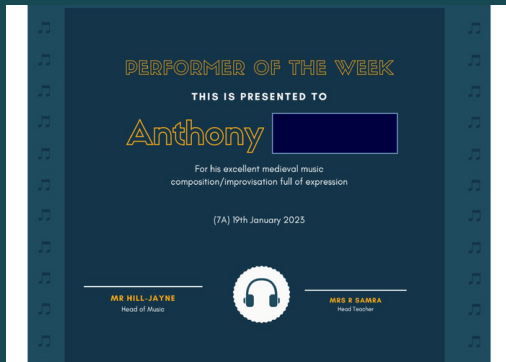 PERFORMER OF THE WEEK
THIS IS PRESENTED TO
Anthony
For his excellent medieval music
composition/improvisation full of expression
(7A) 19th January 2023
MR HILL-JAYNE
Head of Music
MRS R SAMRA
Head Teacher